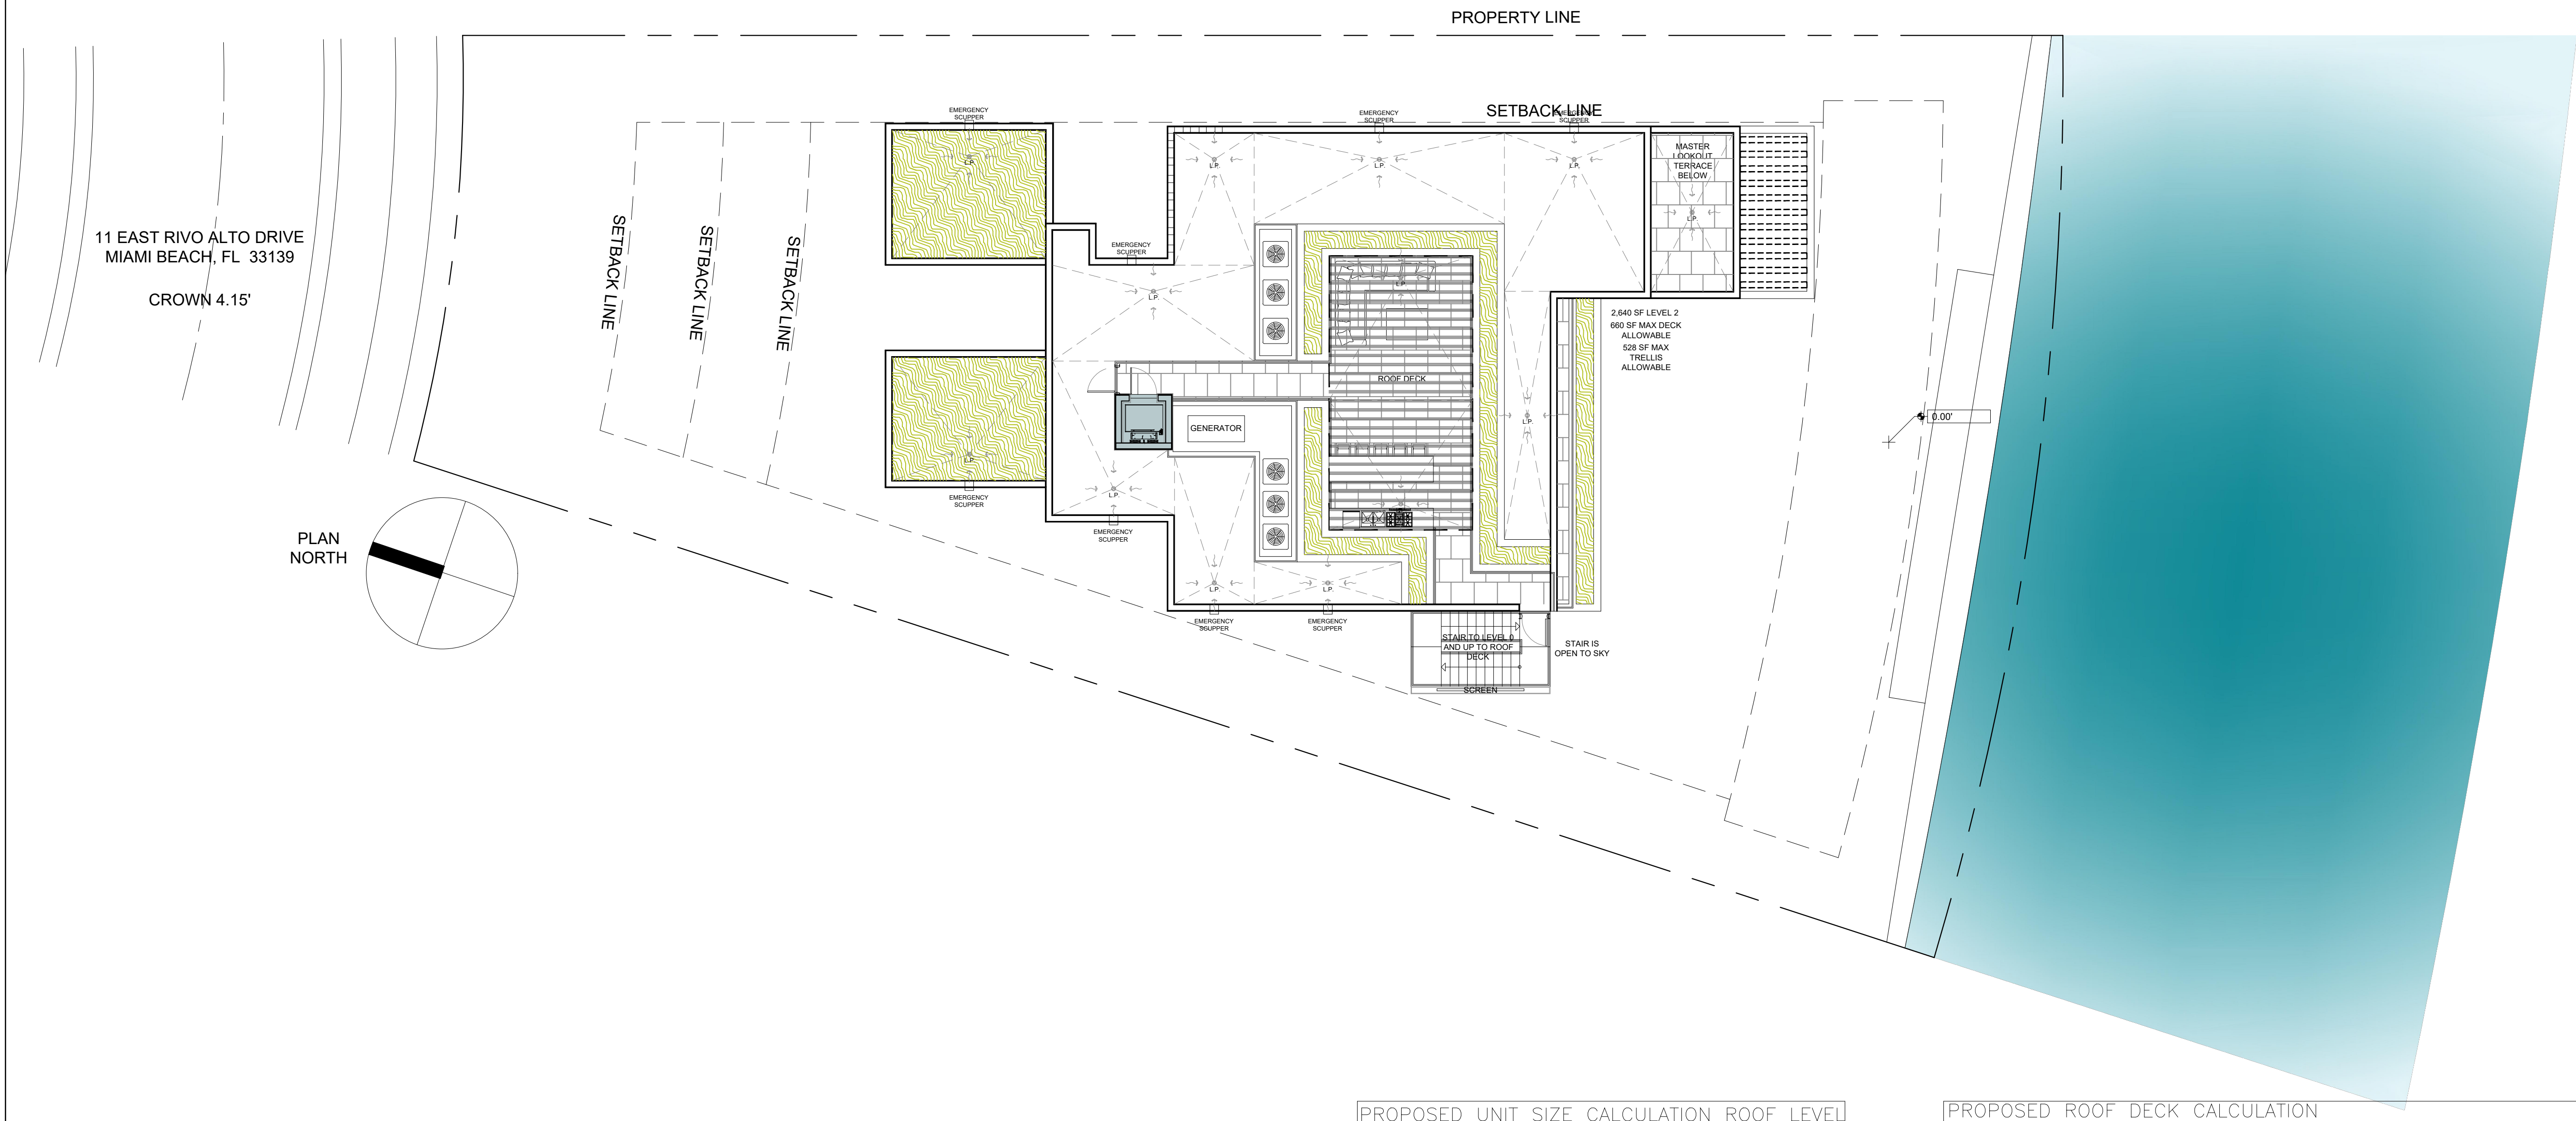 PROPERTY LINE
SETBACK LINE
EMERGENCY
SCUPPER
EMERGENCY
SCUPPER
EMERGENCY
SCUPPER
L.P.
L.P.
L.P.
L.P.
MASTER
LOOKOUT
TERRACE
BELOW
L.P.
11 EAST RIVO ALTO DRIVE
MIAMI BEACH, FL 33139
CROWN 4.15'
SETBACK LINE
SETBACK LINE
SETBACK LINE
EMERGENCY
SCUPPER
L.P.
L.P.
2,640 SF LEVEL 2
660 SF MAX DECK
ALLOWABLE
528 SF MAX
TRELLIS
ALLOWABLE
ROOF DECK
0.00'
GENERATOR
L.P.
L.P.
L.P.
EMERGENCY
SCUPPER
EMERGENCY
SCUPPER
PLAN
NORTH
L.P.
L.P.
EMERGENCY
SCUPPER
EMERGENCY
SCUPPER
STAIR TO LEVEL 0
AND UP TO ROOF
DECK
STAIR IS
OPEN TO SKY
SCREEN
PROPOSED UNIT SIZE CALCULATION ROOF LEVEL
PROPOSED ROOF DECK CALCULATION